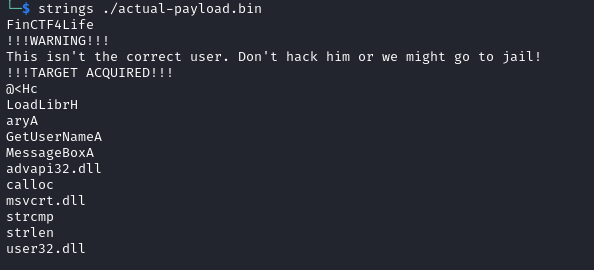 └─$ strings ./actual-payload.bin
FinCTF4Life
!!!WARNING!!!
This isn't the correct user. Don't hack him or we might go to jail!
!!!TARGET ACQUIRED!!!
@<Hc
LoadLibrH
aryA
GetUserNameA
MessageBoxA
advapi32.dll
calloc
msvcrt.dll
strcmp
strlen
user32.dll